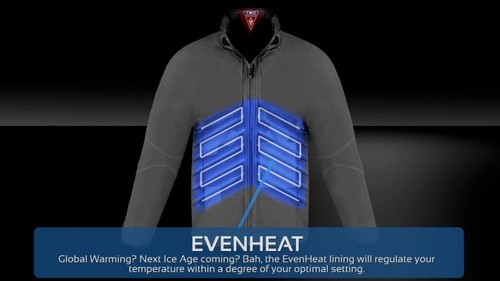 EVENHEAT
Global Warming? Next Ice Age coming? Bah, the EvenHeat lining will regulate your
temperature within a degree of your optimal setting.